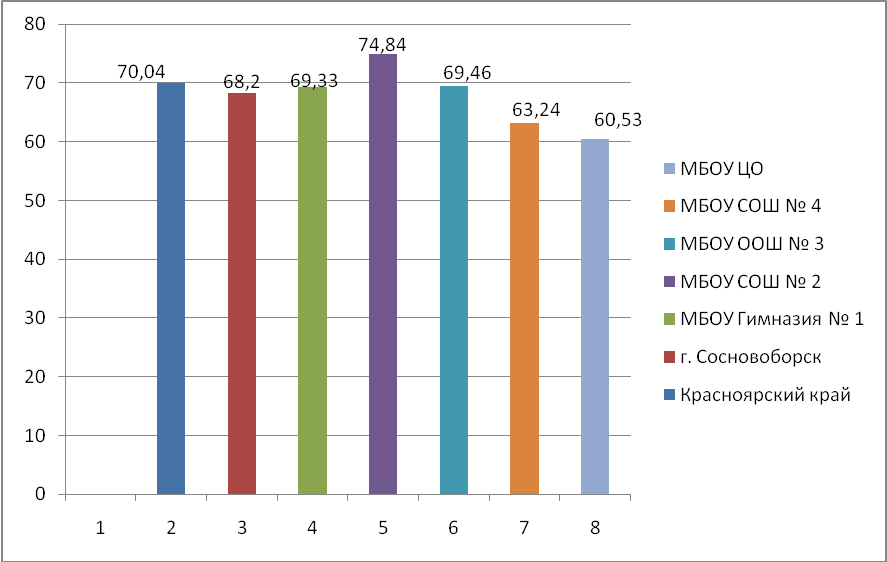 80
70
60
50
40
30
20
10
0
70,04
68,2
69,33
74,84
69,46
63,24
60,53
1 2 3 4 5 6 7 8
МБОУ ЦО
МБОУ СОШ № 4
МБОУ ООШ № 3
МБОУ СОШ № 2
МБОУ Гимназия № 1
г. Сосновоборск
Красноярский край